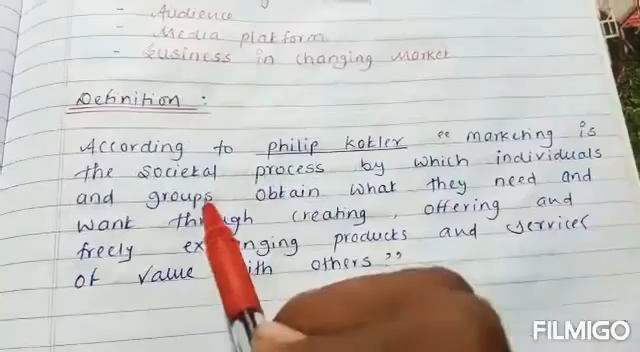 - Audience
- Media platform
- Business in changing Market
Definition :
According to philip kotler "marketing is
the societal process by which individuals
and groups obtain what they need and
want through creating, offering and
freely exchanging products and services
of value with others"
FILMIGO